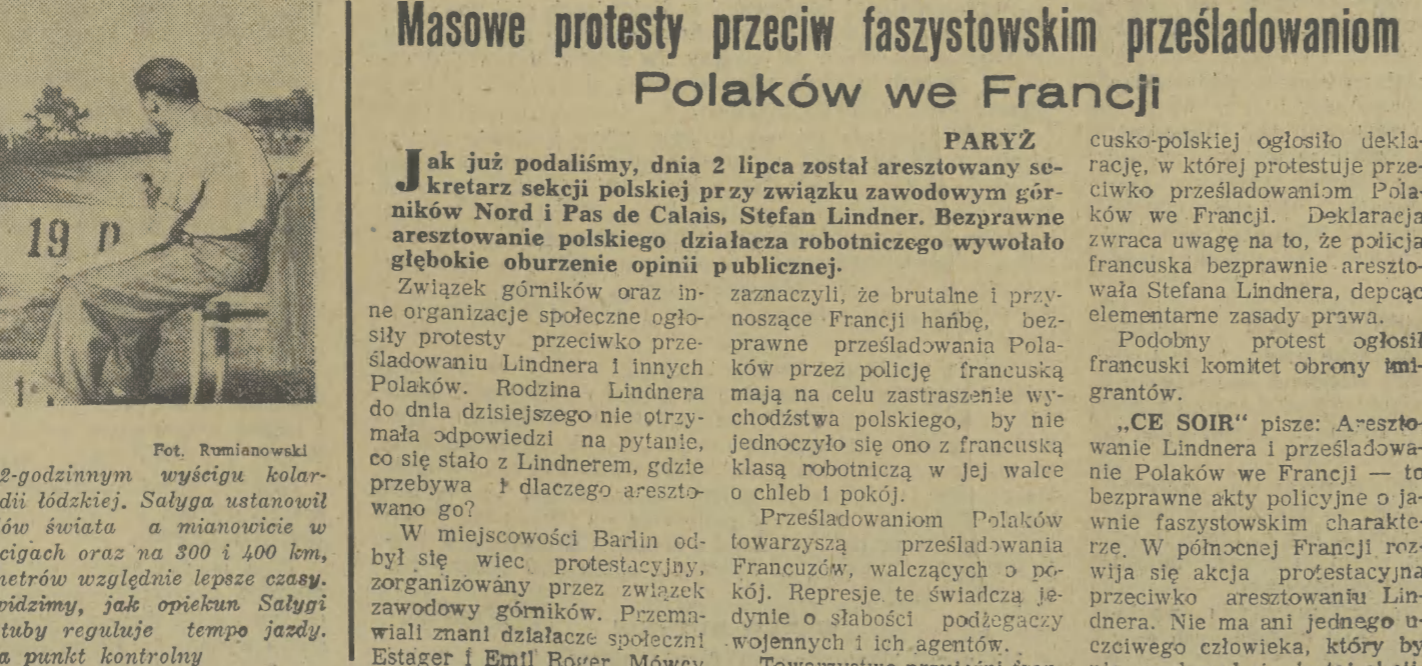 19
Fot. Rumianowski
2-godzinnym wyścigu kolar-
dii łódzkiej. Sałyga ustanowił
ów świata a mianowicie w
cigach oraz na 300 i 400 km,
metrów względnie lepsze czasy.
widzimy, jak opiekun Sałygi
tuby reguluje tempo jazdy.
a punkt kontrolny
Masowe protesty przeciw faszystowskim prześladowaniom
Polaków we Francji
PARYŻ
Jak już podaliśmy, dnia 2 lipca został aresztowany se-
kretarz sekcji polskiej przy związku zawodowym gór-
ników Nord i Pas de Calais, Stefan Lindner. Bezprawne
aresztowanie polskiego działacza robotniczego wywołało
głębokie oburzenie opinii publicznej.
Związek górników oraz in-
ne organizacje społeczne ogło-
siły protesty przeciwko prze-
śladowaniu Lindnera i innych
Polaków. Rodzina Lindnera
do dnia dzisiejszego nie otrzy-
mała odpowiedzi na pytanie,
co się stało z Lindnerem, gdzie
przebywa i dlaczego areszto-
wano go?
W miejscowości Barlin od-
był się wiec protestacyjny,
zorganizowany przez związek
zawodowy górników. Przema-
wiali znani działacze społeczni
Estager i Emil Roger. Mówcy
zaznaczyli, że brutalne i przy-
noszące Francji hańbę, bez-
prawne prześladowania Pola-
ków przez policję francuską
mają na celu zastraszenie wy-
chodźstwa polskiego, by nie
jednoczyło się ono z francuską
klasą robotniczą w jej walce
o chleb i pokój.
Prześladowaniom Polaków
towarzyszą prześladowania
Francuzów, walczących o po-
kój. Represje te świadczą je-
dynie o słabości podżegaczy
wojennych i ich agentów.
Towarzystwo przyjaźni fran-
cusko-polskiej ogłosiło dekla-
rację, w której protestuje prze-
ciwko prześladowaniom Pola-
ków we Francji. Deklaracja
zwraca uwagę na to, że policja
francuska bezprawnie areszto-
wała Stefana Lindnera, depcąc
elementarne zasady prawa.
Podobny protest ogłosił
francuski komitet obrony imi-
grantów.
„CE SOIR“ pisze: Areszto-
wanie Lindnera i prześladowa-
nie Polaków we Francji — to
bezprawne akty policyjne o ja-
wnie faszystowskim charakte-
rze. W północnej Francji roz-
wija się akcja protestacyjna
przeciwko aresztowaniu Lin-
dnera. Nie ma ani jednego u-
czciwego człowieka, który by